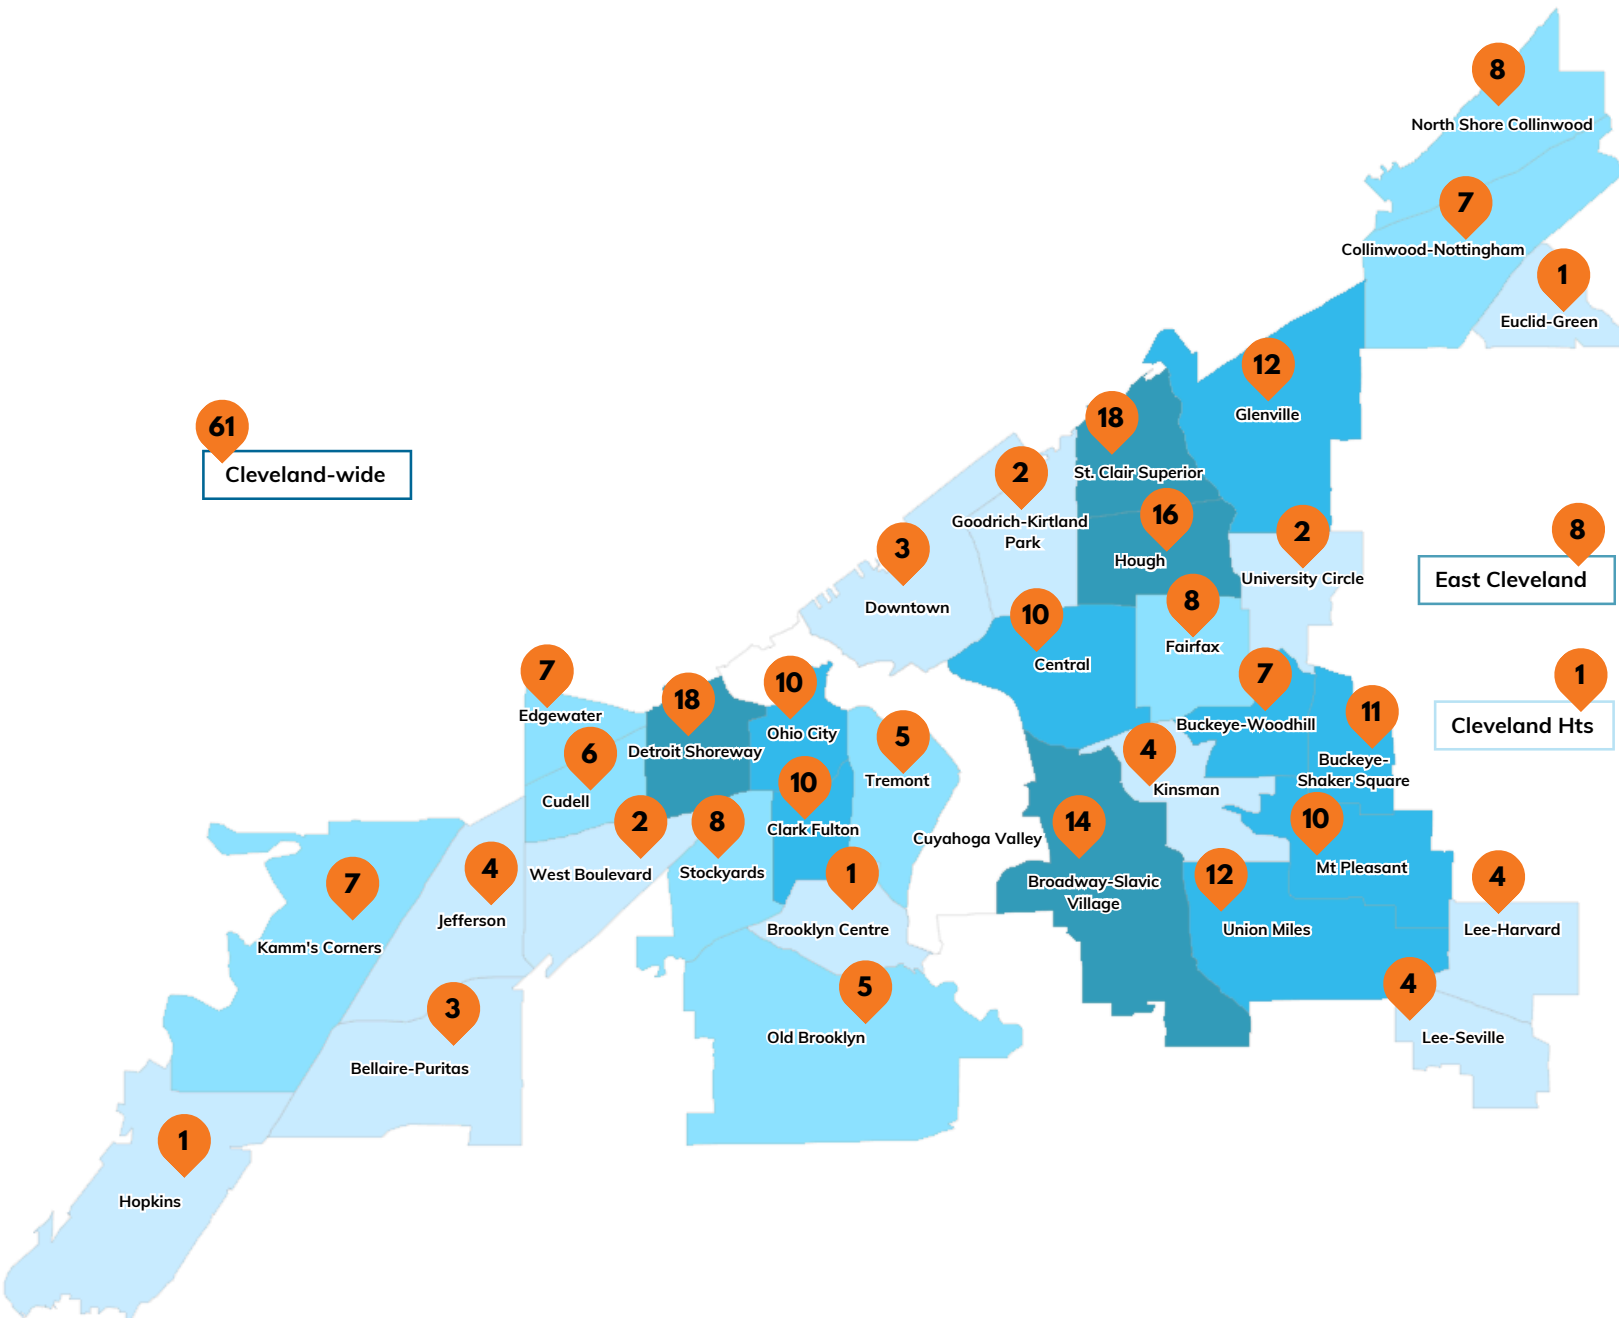 8
North Shore Collinwood
7
Collinwood-Nottingham
1
Euclid-Green
12
Glenville
61
Cleveland-wide
18
St. Clair Superior
2
Goodrich-Kirtland
Park
16
Hough
2
University Circle
8
East Cleveland
3
Downtown
10
Central
8
Fairfax
7
Buckeye-Woodhill
11
Buckeye-
Shaker Square
1
Cleveland Hts
7
Edgewater
18
Detroit Shoreway
10
Ohio City
5
Tremont
6
Cudell
10
Clark Fulton
4
Kinsman
2
West Boulevard
8
Stockyards
Cuyahoga Valley
14
Broadway-Slavic
Village
10
Mt Pleasant
7
Kamm's Corners
4
Jefferson
1
Brooklyn Centre
12
Union Miles
4
Lee-Harvard
3
Bellaire-Puritas
5
Old Brooklyn
4
Lee-Seville
1
Hopkins